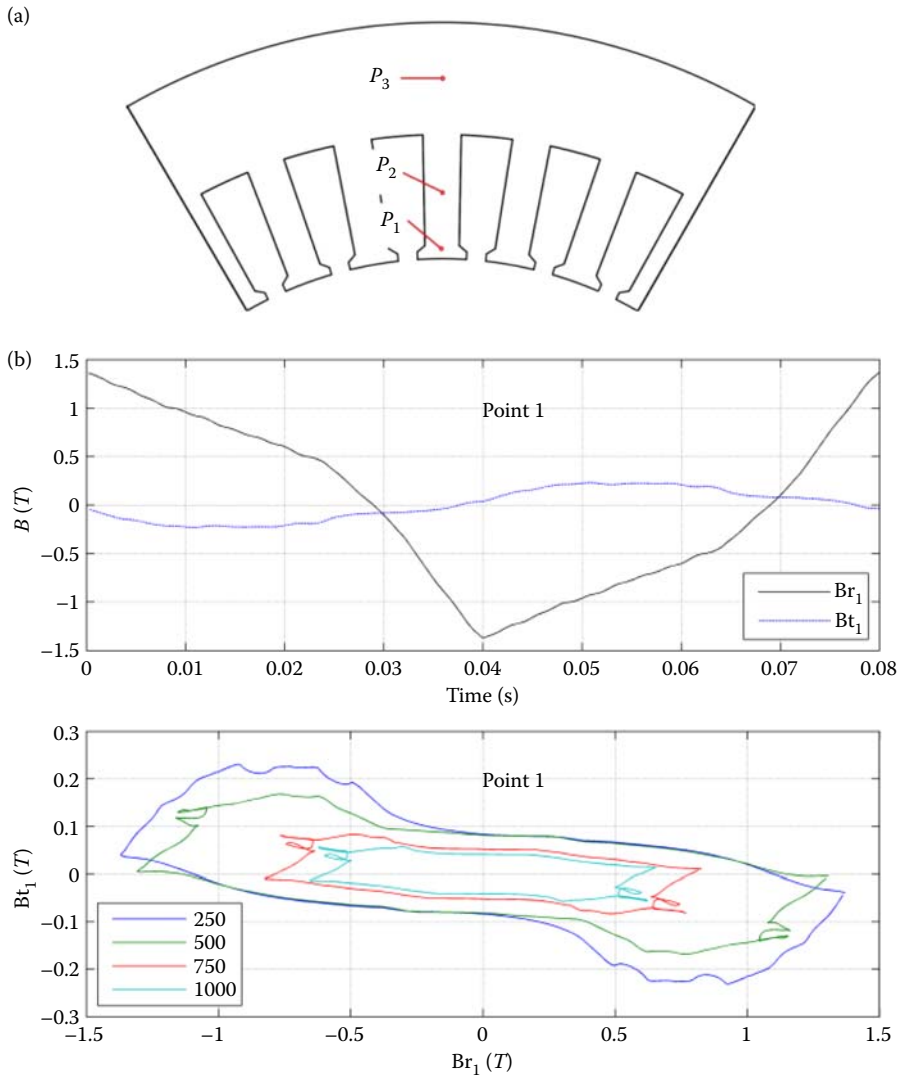 (a)
P3
P2
P1
(b)
1.5
1
0.5
0
−0.5
−1
−1.5
B (T)
Point 1
Br1
Bt1
0 0.01 0.02 0.03 0.04 0.05 0.06 0.07 0.08
Time (s)
0.3
0.2
0.1
0
−0.1
−0.2
−0.3
Bt1 (T)
Point 1
250
500
750
1000
−1.5 −1 −0.5 0 0.5 1 1.5
Br1 (T)